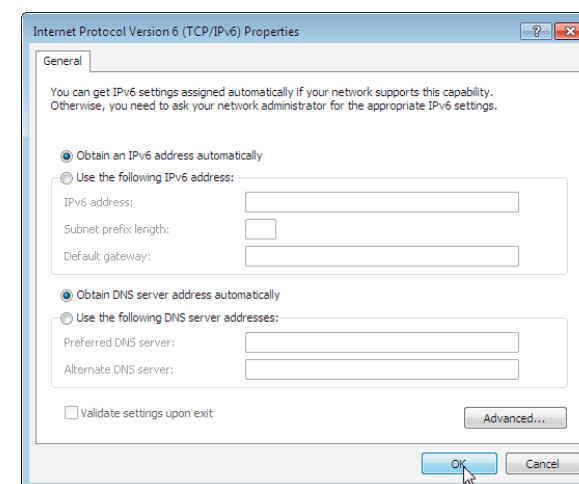 Internet Protocol Version 6 (TCP/IPv6) Properties
General
You can get IPv6 settings assigned automatically if your network supports this capability.
Otherwise, you need to ask your network administrator for the appropriate IPv6 settings.
Obtain an IPv6 address automatically
Use the following IPv6 address:
IPv6 address:
Subnet prefix length:
Default gateway:
Obtain DNS server address automatically
Use the following DNS server addresses:
Preferred DNS server:
Alternate DNS server:
Validate settings upon exit
Advanced...
OK
Cancel